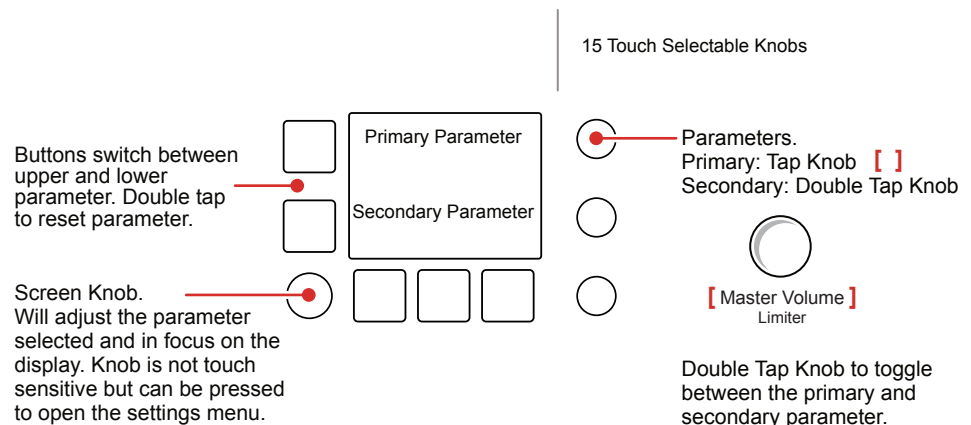 15 Touch Selectable Knobs
Buttons switch between
upper and lower
parameter. Double tap
to reset parameter.
Primary Parameter
Secondary Parameter
Parameters.
Primary: Tap Knob [ ]
Secondary: Double Tap Knob
Screen Knob.
Will adjust the parameter
selected and in focus on the
display. Knob is not touch
sensitive but can be pressed
to open the settings menu.
[ Master Volume ]
Limiter
Double Tap Knob to toggle
between the primary and
secondary parameter.